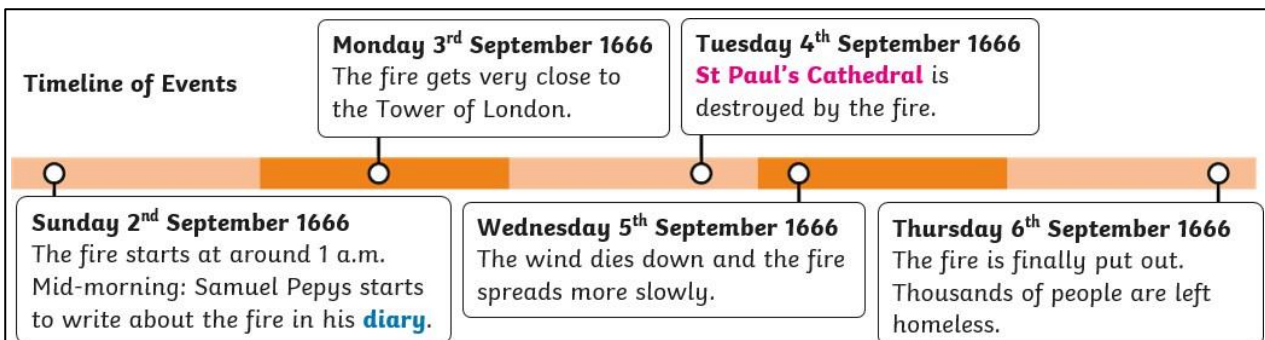 Timeline of Events
Monday 3rd September 1666
The fire gets very close to
the Tower of London.
Tuesday 4th September 1666
St Paul's Cathedral is
destroyed by the fire.
Sunday 2nd September 1666
The fire starts at around 1 a.m.
Mid-morning: Samuel Pepys starts
to write about the fire in his diary.
Wednesday 5th September 1666
The wind dies down and the fire
spreads more slowly.
Thursday 6th September 1666
The fire is finally put out.
Thousands of people are left
homeless.